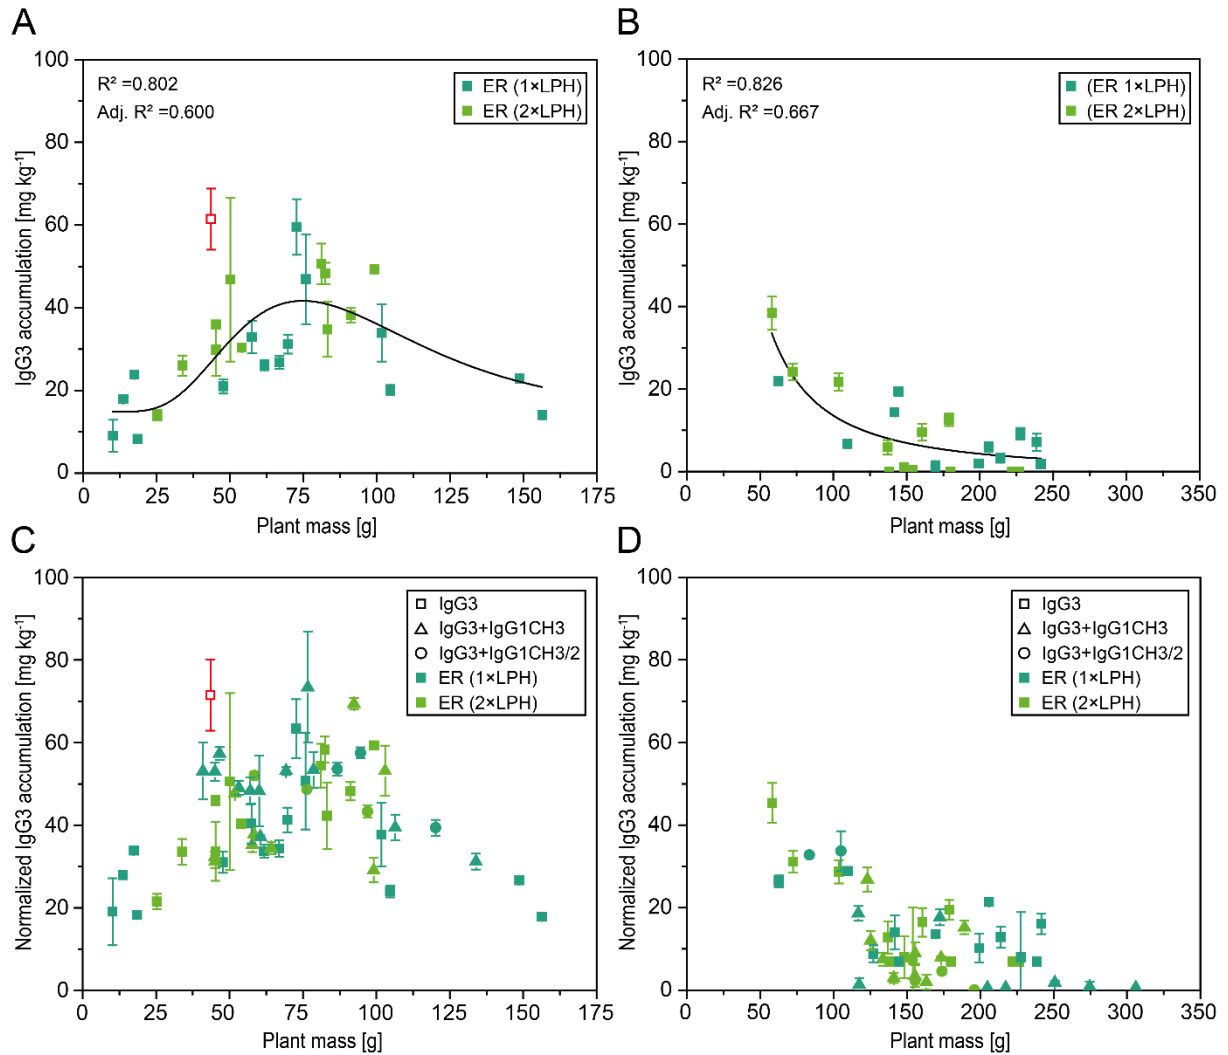 A
IgG3 accumulation [mg kg⁻¹]
100
80
60
40
20
0
R² =0.802
Adj. R² =0.600
ER (1×LPH)
ER (2×LPH)
0 25 50 75 100 125 150 175
Plant mass [g]
B
IgG3 accumulation [mg kg⁻¹]
100
80
60
40
20
0
R² =0.826
Adj. R² =0.667
(ER 1×LPH)
(ER 2×LPH)
0 50 100 150 200 250 300 350
Plant mass [g]
C
Normalized IgG3 accumulation [mg kg⁻¹]
100
80
60
40
20
0
IgG3
IgG3+IgG1CH3
IgG3+IgG1CH3/2
ER (1×LPH)
ER (2×LPH)
0 25 50 75 100 125 150 175
Plant mass [g]
D
Normalized IgG3 accumulation [mg kg⁻¹]
100
80
60
40
20
0
IgG3
IgG3+IgG1CH3
IgG3+IgG1CH3/2
ER (1×LPH)
ER (2×LPH)
0 50 100 150 200 250 300 350
Plant mass [g]